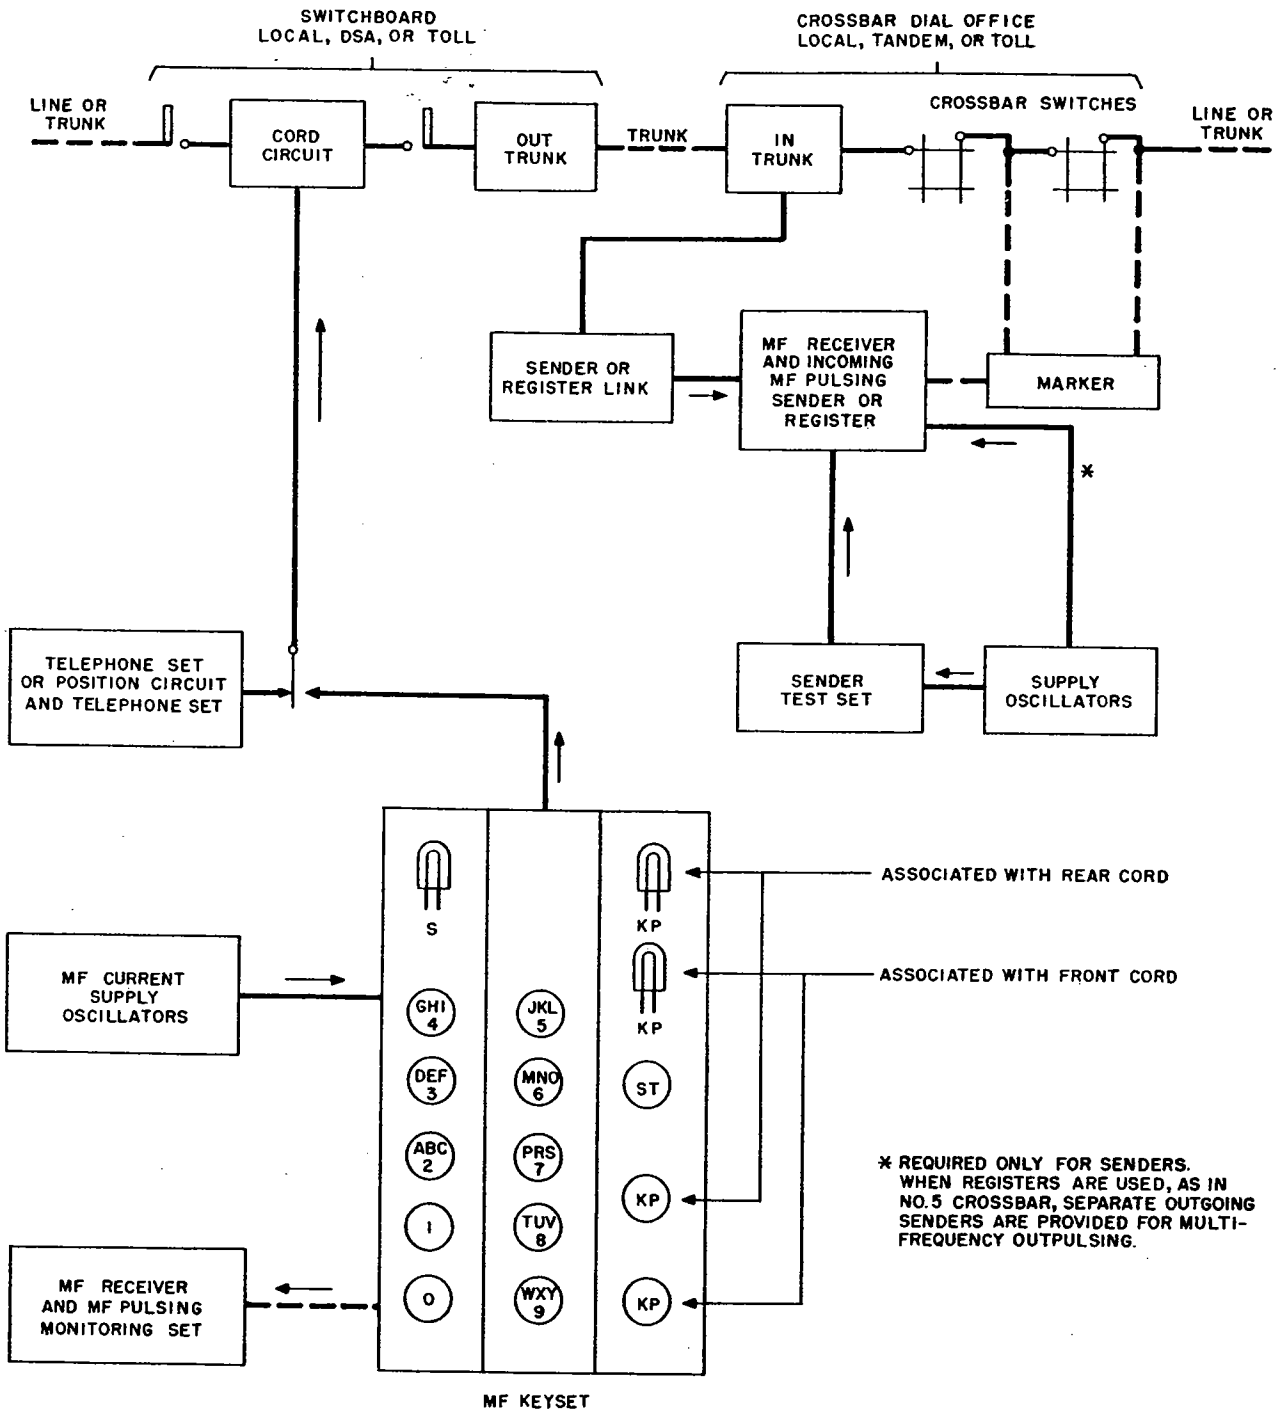 SWITCHBOARD
LOCAL, DSA, OR TOLL
CROSSBAR DIAL OFFICE
LOCAL, TANDEM, OR TOLL
LINE OR
TRUNK
CORD
CIRCUIT
OUT
TRUNK
TRUNK
IN
TRUNK
CROSSBAR SWITCHES
LINE OR
TRUNK
SENDER OR
REGISTER LINK
MF RECEIVER
AND INCOMING
MF PULSING
SENDER OR
REGISTER
MARKER
*
TELEPHONE SET
OR POSITION CIRCUIT
AND TELEPHONE SET
SENDER
TEST SET
SUPPLY
OSCILLATORS
S
KP
ASSOCIATED WITH REAR CORD
KP
ASSOCIATED WITH FRONT CORD
MF CURRENT
SUPPLY
OSCILLATORS
GHI
4
JKL
5
DEF
3
MNO
6
ST
ABC
2
PRS
7
KP
1
TUV
8
0
WXY
9
KP
* REQUIRED ONLY FOR SENDERS.
WHEN REGISTERS ARE USED, AS IN
NO. 5 CROSSBAR, SEPARATE OUTGOING
SENDERS ARE PROVIDED FOR MULTI-
FREQUENCY OUTPULSING.
MF RECEIVER
AND MF PULSING
MONITORING SET
MF KEYSET